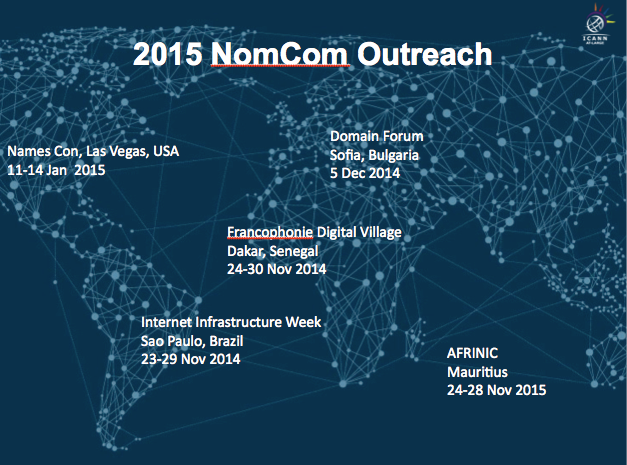 ICANN
AT-LARGE
2015 NomCom Outreach
Domain Forum
Sofia, Bulgaria
5 Dec 2014
Names Con, Las Vegas, USA
11-14 Jan  2015
Francophonie Digital Village
Dakar, Senegal
24-30 Nov 2014
Internet Infrastructure Week
Sao Paulo, Brazil
23-29 Nov 2014
AFRINIC
Mauritius
24-28 Nov 2015